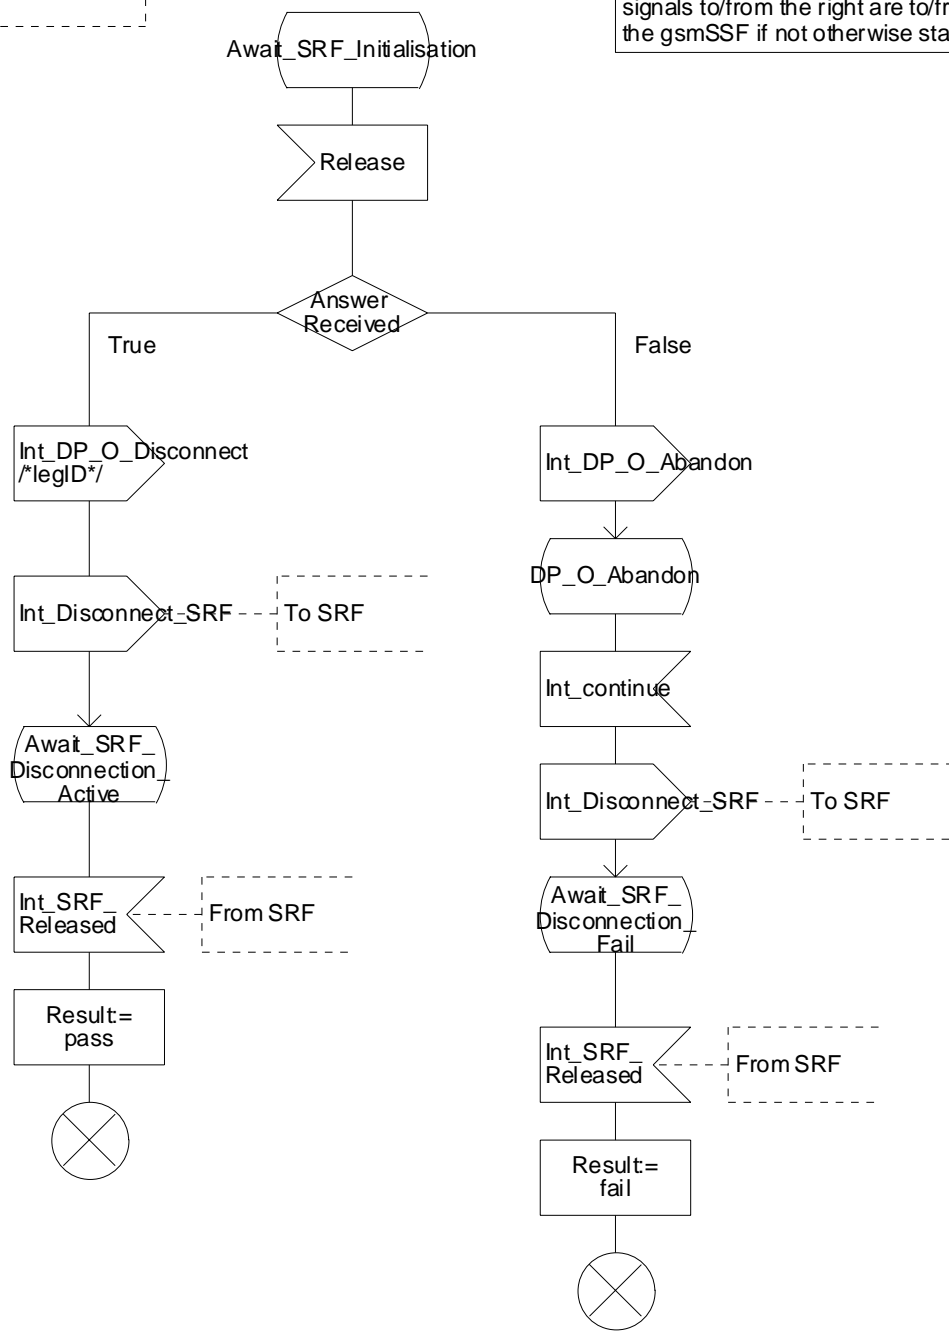 signals to/from the right are to/fr
the gsmSSF if not otherwise sta
Await_SRF_Initialisation
Release
Answer
Received
True
False
Int_DP_O_Disconnect
/*legID*/
Int_DP_O_Abandon
DP_O_Abandon
Int_Disconnect_SRF
To SRF
Int_continue
Await_SRF_
Disconnection_
Active
Int_Disconnect_SRF
To SRF
Int_SRF_
Released
From SRF
Await_SRF_
Disconnection_
Fail
Result:=
pass
Int_SRF_
Released
From SRF
Result:=
fail